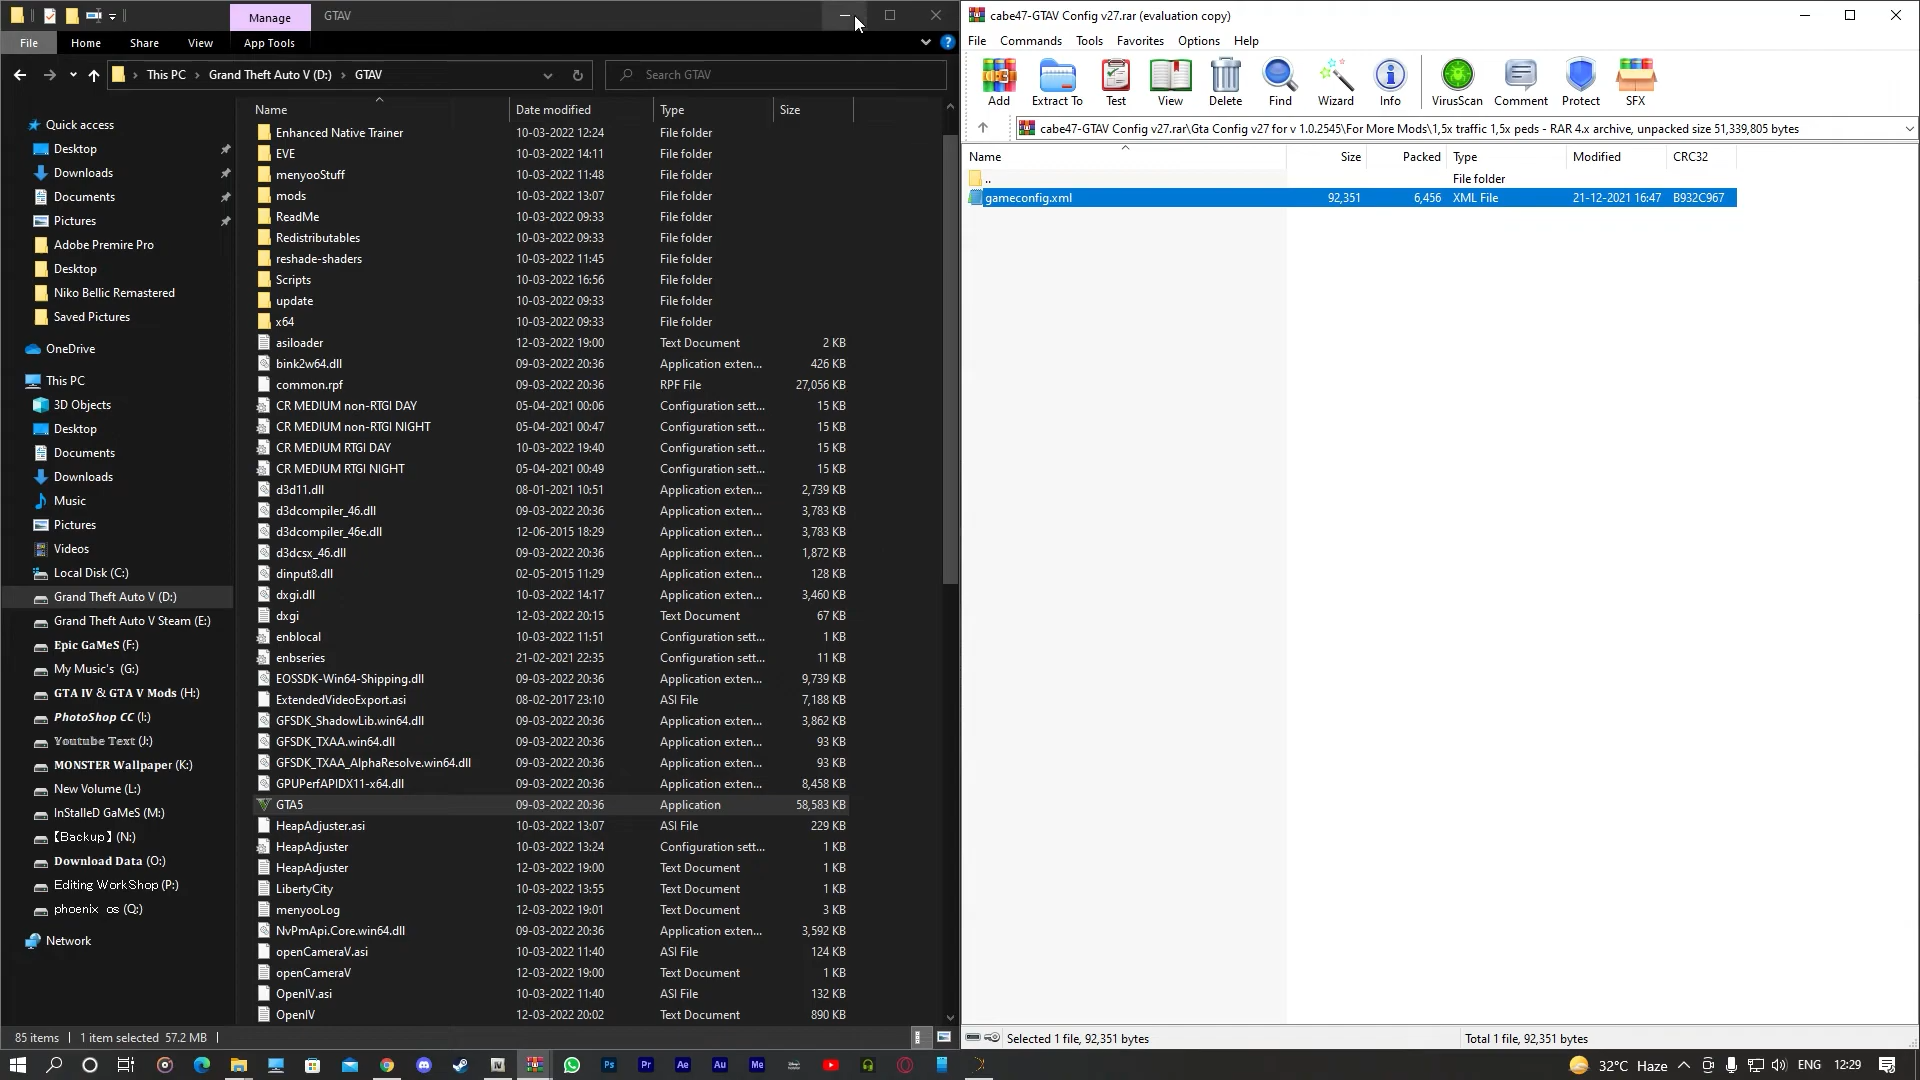 Manage
GTAV
File
Home
Share
View
App Tools
This PC
Grand Theft Auto V (D:)
GTAV
Search GTAV
Name
Date modified
Type
Size
Quick access
Desktop
Downloads
Documents
Pictures
Adobe Premire Pro
Desktop
Niko Bellic Remastered
Saved Pictures
OneDrive
This PC
3D Objects
Desktop
Documents
Downloads
Music
Pictures
Videos
Local Disk (C:)
Grand Theft Auto V (D:)
Grand Theft Auto V Steam (E:)
Epic GaMeS (F:)
My Music's (G:)
GTA IV & GTA V Mods (H:)
PhotoShop CC (I:)
Youtube Text (J:)
MONSTER Wallpaper (K:)
New Volume (L:)
InStalleD GaMeS (M:)
【Backup】 (N:)
Download Data (O:)
Editing WorkShop (P:)
phoenix os (Q:)
Network
Enhanced Native Trainer 10-03-2022 12:24 File folder
EVE 10-03-2022 14:11 File folder
menyooStuff 10-03-2022 11:48 File folder
mods 10-03-2022 13:07 File folder
ReadMe 10-03-2022 09:33 File folder
Redistributables 10-03-2022 09:33 File folder
reshade-shaders 10-03-2022 11:45 File folder
Scripts 10-03-2022 16:56 File folder
update 10-03-2022 09:33 File folder
x64 10-03-2022 09:33 File folder
asiloader 12-03-2022 19:00 Text Document 2 KB
bink2w64.dll 09-03-2022 20:36 Application exten... 426 KB
common.rpf 09-03-2022 20:36 RPF File 27,056 KB
CR MEDIUM non-RTGI DAY 05-04-2021 00:06 Configuration sett... 15 KB
CR MEDIUM non-RTGI NIGHT 05-04-2021 00:47 Configuration sett... 15 KB
CR MEDIUM RTGI DAY 10-03-2022 19:40 Configuration sett... 15 KB
CR MEDIUM RTGI NIGHT 05-04-2021 00:49 Configuration sett... 15 KB
d3d11.dll 08-01-2021 10:51 Application exten... 2,739 KB
d3dcompiler_46.dll 09-03-2022 20:36 Application exten... 3,783 KB
d3dcompiler_46e.dll 12-06-2015 18:29 Application exten... 3,783 KB
d3dcsx_46.dll 09-03-2022 20:36 Application exten... 1,872 KB
dinput8.dll 02-05-2015 11:29 Application exten... 128 KB
dxgi.dll 10-03-2022 14:17 Application exten... 3,460 KB
dxgi 12-03-2022 20:15 Text Document 67 KB
enblocal 10-03-2022 11:51 Configuration sett... 1 KB
enbseries 21-02-2021 22:35 Configuration sett... 11 KB
EOSSDK-Win64-Shipping.dll 09-03-2022 20:36 Application exten... 9,739 KB
ExtendedVideoExport.asi 08-02-2017 23:10 ASI File 7,188 KB
GFSDK_ShadowLib.win64.dll 09-03-2022 20:36 Application exten... 3,862 KB
GFSDK_TXAA.win64.dll 09-03-2022 20:36 Application exten... 93 KB
GFSDK_TXAA_AlphaResolve.win64.dll 09-03-2022 20:36 Application exten... 93 KB
GPUPerfAPIDX11-x64.dll 09-03-2022 20:36 Application exten... 8,458 KB
GTA5 09-03-2022 20:36 Application 58,583 KB
HeapAdjuster.asi 10-03-2022 13:07 ASI File 229 KB
HeapAdjuster 10-03-2022 13:24 Configuration sett... 1 KB
HeapAdjuster 12-03-2022 19:00 Text Document 1 KB
LibertyCity 10-03-2022 13:55 Text Document 1 KB
menyooLog 12-03-2022 19:01 Text Document 3 KB
NvPmApi.Core.win64.dll 09-03-2022 20:36 Application exten... 3,592 KB
openCameraV.asi 10-03-2022 11:40 ASI File 124 KB
openCameraV 12-03-2022 19:00 Text Document 1 KB
OpenIV.asi 10-03-2022 11:40 ASI File 132 KB
OpenIV 12-03-2022 20:02 Text Document 890 KB
85 items
1 item selected 57.2 MB
cabe47-GTAV Config v27.rar (evaluation copy)
File Commands Tools Favorites Options Help
Add
Extract To
Test
View
Delete
Find
Wizard
Info
VirusScan
Comment
Protect
SFX
cabe47-GTAV Config v27.rar\Gta Config v27 for v 1.0.2545\For More Mods\1,5x traffic 1,5x peds - RAR 4.x archive, unpacked size 51,339,805 bytes
Name Size Packed Type Modified CRC32
.. File folder
gameconfig.xml 92,351 6,456 XML File 21-12-2021 16:47 B932C967
Selected 1 file, 92,351 bytes
Total 1 file, 92,351 bytes
Ps
Pr
Ae
Au
Me
32°C Haze
ENG
12:29